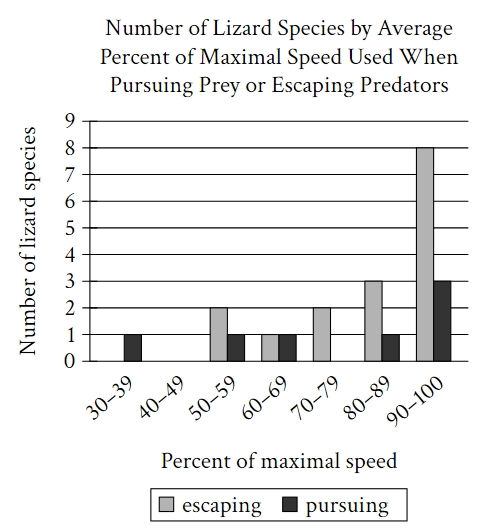 Number of Lizard Species by Average
Percent of Maximal Speed Used When
Pursuing Prey or Escaping Predators
Number of lizard species
9
8
7
6
5
4
3
2
1
0
30–39
40–49
50–59
60–69
70–79
80–89
90–100
Percent of maximal speed
escaping pursuing